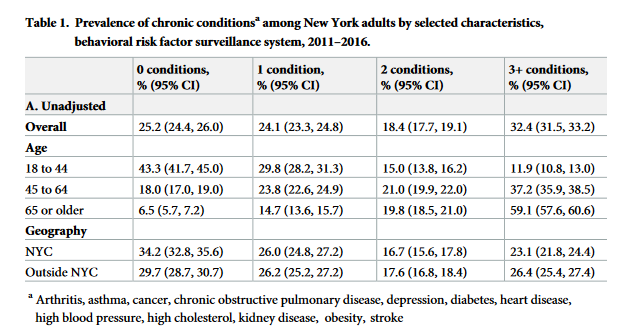 Table 1. Prevalence of chronic conditionsª among New York adults by selected characteristics,
behavioral risk factor surveillance system, 2011–2016.
0 conditions, 1 condition, 2 conditions, 3+ conditions,
% (95% CI) % (95% CI) % (95% CI) % (95% CI)
A. Unadjusted
Overall 25.2 (24.4, 26.0) 24.1 (23.3, 24.8) 18.4 (17.7, 19.1) 32.4 (31.5, 33.2)
Age
18 to 44 43.3 (41.7, 45.0) 29.8 (28.2, 31.3) 15.0 (13.8, 16.2) 11.9 (10.8, 13.0)
45 to 64 18.0 (17.0, 19.0) 23.8 (22.6, 24.9) 21.0 (19.9, 22.0) 37.2 (35.9, 38.5)
65 or older 6.5 (5.7, 7.2) 14.7 (13.6, 15.7) 19.8 (18.5, 21.0) 59.1 (57.6, 60.6)
Geography
NYC 34.2 (32.8, 35.6) 26.0 (24.8, 27.2) 16.7 (15.6, 17.8) 23.1 (21.8, 24.4)
Outside NYC 29.7 (28.7, 30.7) 26.2 (25.2, 27.2) 17.6 (16.8, 18.4) 26.4 (25.4, 27.4)
ª Arthritis, asthma, cancer, chronic obstructive pulmonary disease, depression, diabetes, heart disease,
high blood pressure, high cholesterol, kidney disease, obesity, stroke